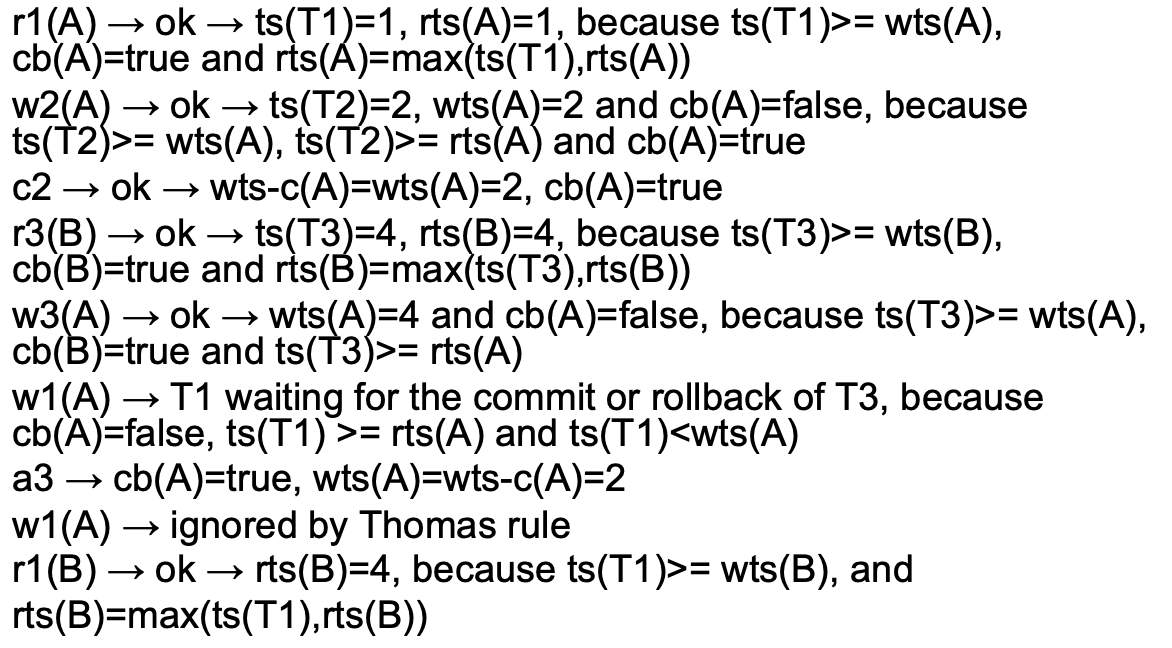 r1(A) → ok → ts(T1)=1, rts(A)=1, because ts(T1)>= wts(A),
cb(A)=true and rts(A)=max(ts(T1),rts(A))
w2(A) → ok → ts(T2)=2, wts(A)=2 and cb(A)=false, because
ts(T2)>= wts(A), ts(T2)>= rts(A) and cb(A)=true
c2 → ok → wts-c(A)=wts(A)=2, cb(A)=true
r3(B) → ok → ts(T3)=4, rts(B)=4, because ts(T3)>= wts(B),
cb(B)=true and rts(B)=max(ts(T3),rts(B))
w3(A) → ok → wts(A)=4 and cb(A)=false, because ts(T3)>= wts(A),
cb(B)=true and ts(T3)>= rts(A)
w1(A) → T1 waiting for the commit or rollback of T3, because
cb(A)=false, ts(T1) >= rts(A) and ts(T1)<wts(A)
a3 → cb(A)=true, wts(A)=wts-c(A)=2
w1(A) → ignored by Thomas rule
r1(B) → ok → rts(B)=4, because ts(T1)>= wts(B), and
rts(B)=max(ts(T1),rts(B))